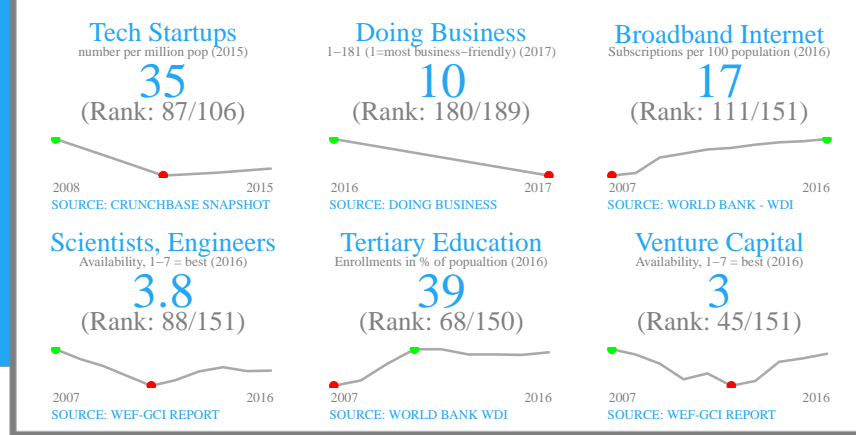 Tech Startups
number per million pop (2015)
35
(Rank: 87/106)
2008 2015
SOURCE: CRUNCHBASE SNAPSHOT
Doing Business
1−181 (1=most business−friendly) (2017)
10
(Rank: 180/189)
2016 2017
SOURCE: DOING BUSINESS
Broadband Internet
Subscriptions per 100 population (2016)
17
(Rank: 111/151)
2007 2016
SOURCE: WORLD BANK - WDI
Scientists, Engineers
Availability, 1−7 = best (2016)
3.8
(Rank: 88/151)
2007 2016
SOURCE: WEF-GCI REPORT
Tertiary Education
Enrollments in % of popualtion (2016)
39
(Rank: 68/150)
2007 2016
SOURCE: WORLD BANK WDI
Venture Capital
Availability, 1−7 = best (2016)
3
(Rank: 45/151)
2007 2016
SOURCE: WEF-GCI REPORT